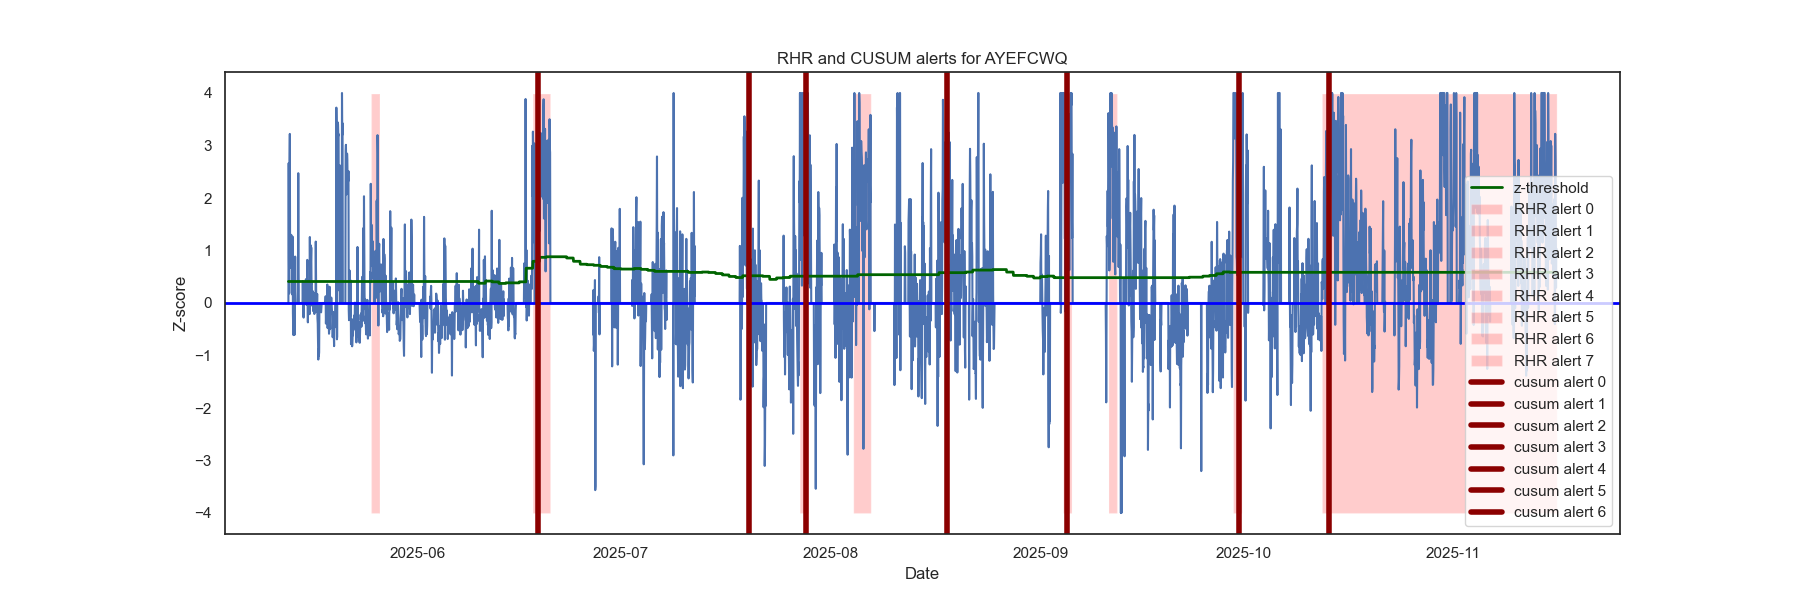 RHR and CUSUM alerts for AYEFCWQ
4
3
2
1
0
−1
−2
−3
−4
Z-score
2025-06
2025-07
2025-08
2025-09
2025-10
2025-11
Date
z-threshold
RHR alert 0
RHR alert 1
RHR alert 2
RHR alert 3
RHR alert 4
RHR alert 5
RHR alert 6
RHR alert 7
cusum alert 0
cusum alert 1
cusum alert 2
cusum alert 3
cusum alert 4
cusum alert 5
cusum alert 6